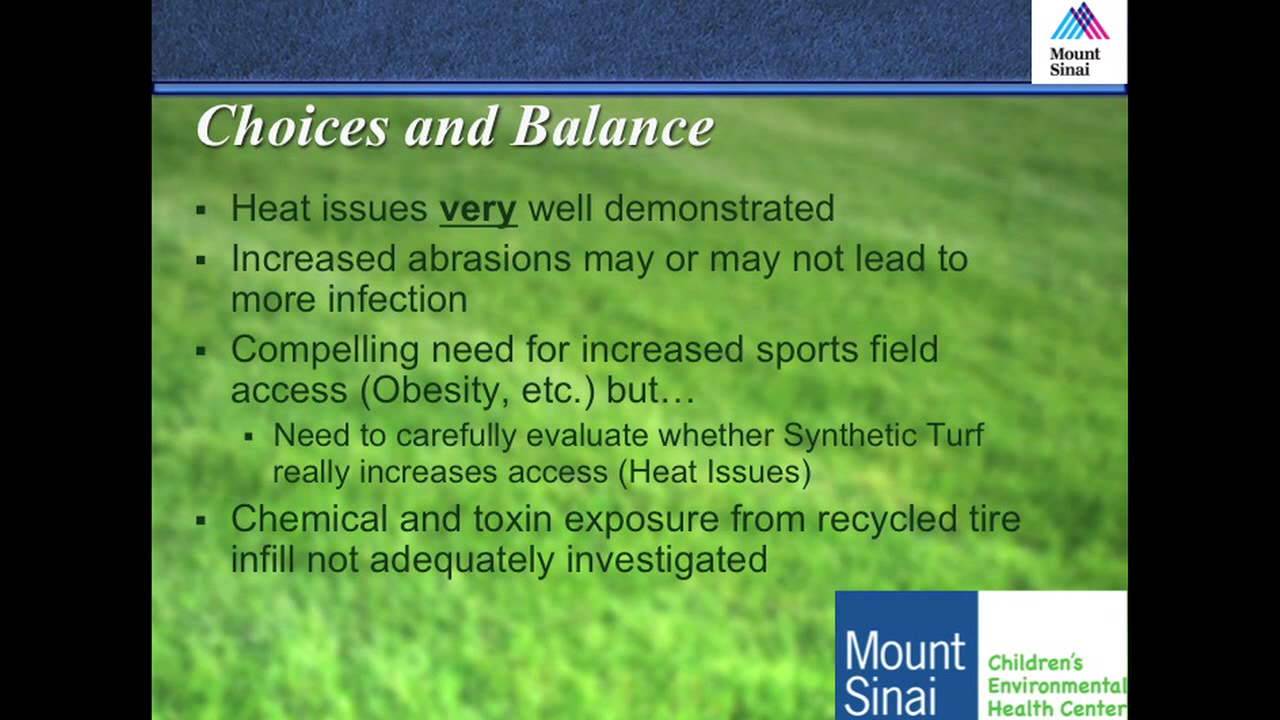 Mount
Sinai
Choices and Balance
▪ Heat issues very well demonstrated
▪ Increased abrasions may or may not lead to
more infection
▪ Compelling need for increased sports field
access (Obesity, etc.) but…
▪ Need to carefully evaluate whether Synthetic Turf
really increases access (Heat Issues)
▪ Chemical and toxin exposure from recycled tire
infill not adequately investigated
Mount
Sinai
Children's
Environmental
Health Center